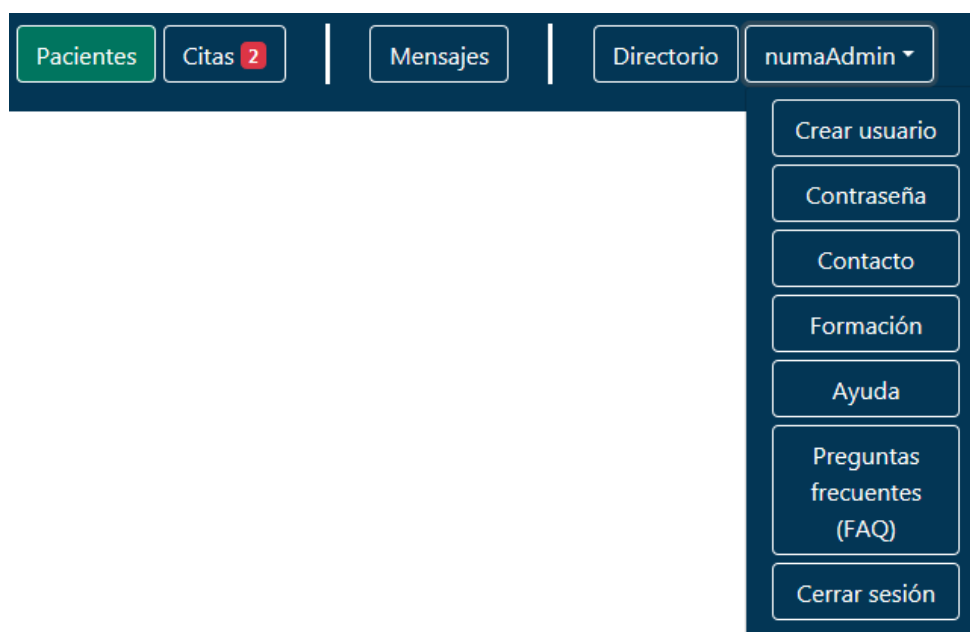 Pacientes Citas 2 Mensajes Directorio numaAdmin
Crear usuario
Contraseña
Contacto
Formación
Ayuda
Preguntas
frecuentes
(FAQ)
Cerrar sesión